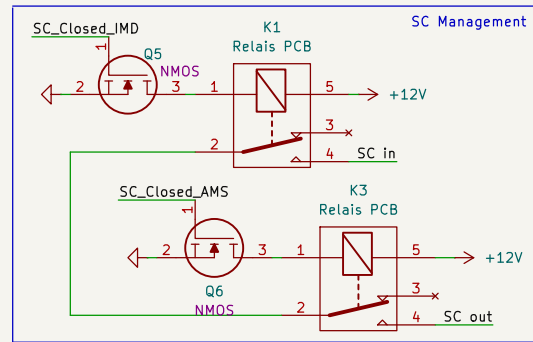 SC Management
K1
Relais PCB
SC_Closed_IMD
1
Q5
NMOS
2
3
1
5
+12V
3
2
4
SC in
SC_Closed_AMS
1
K3
Relais PCB
2
3
1
5
+12V
Q6
NMOS
3
2
4
SC out